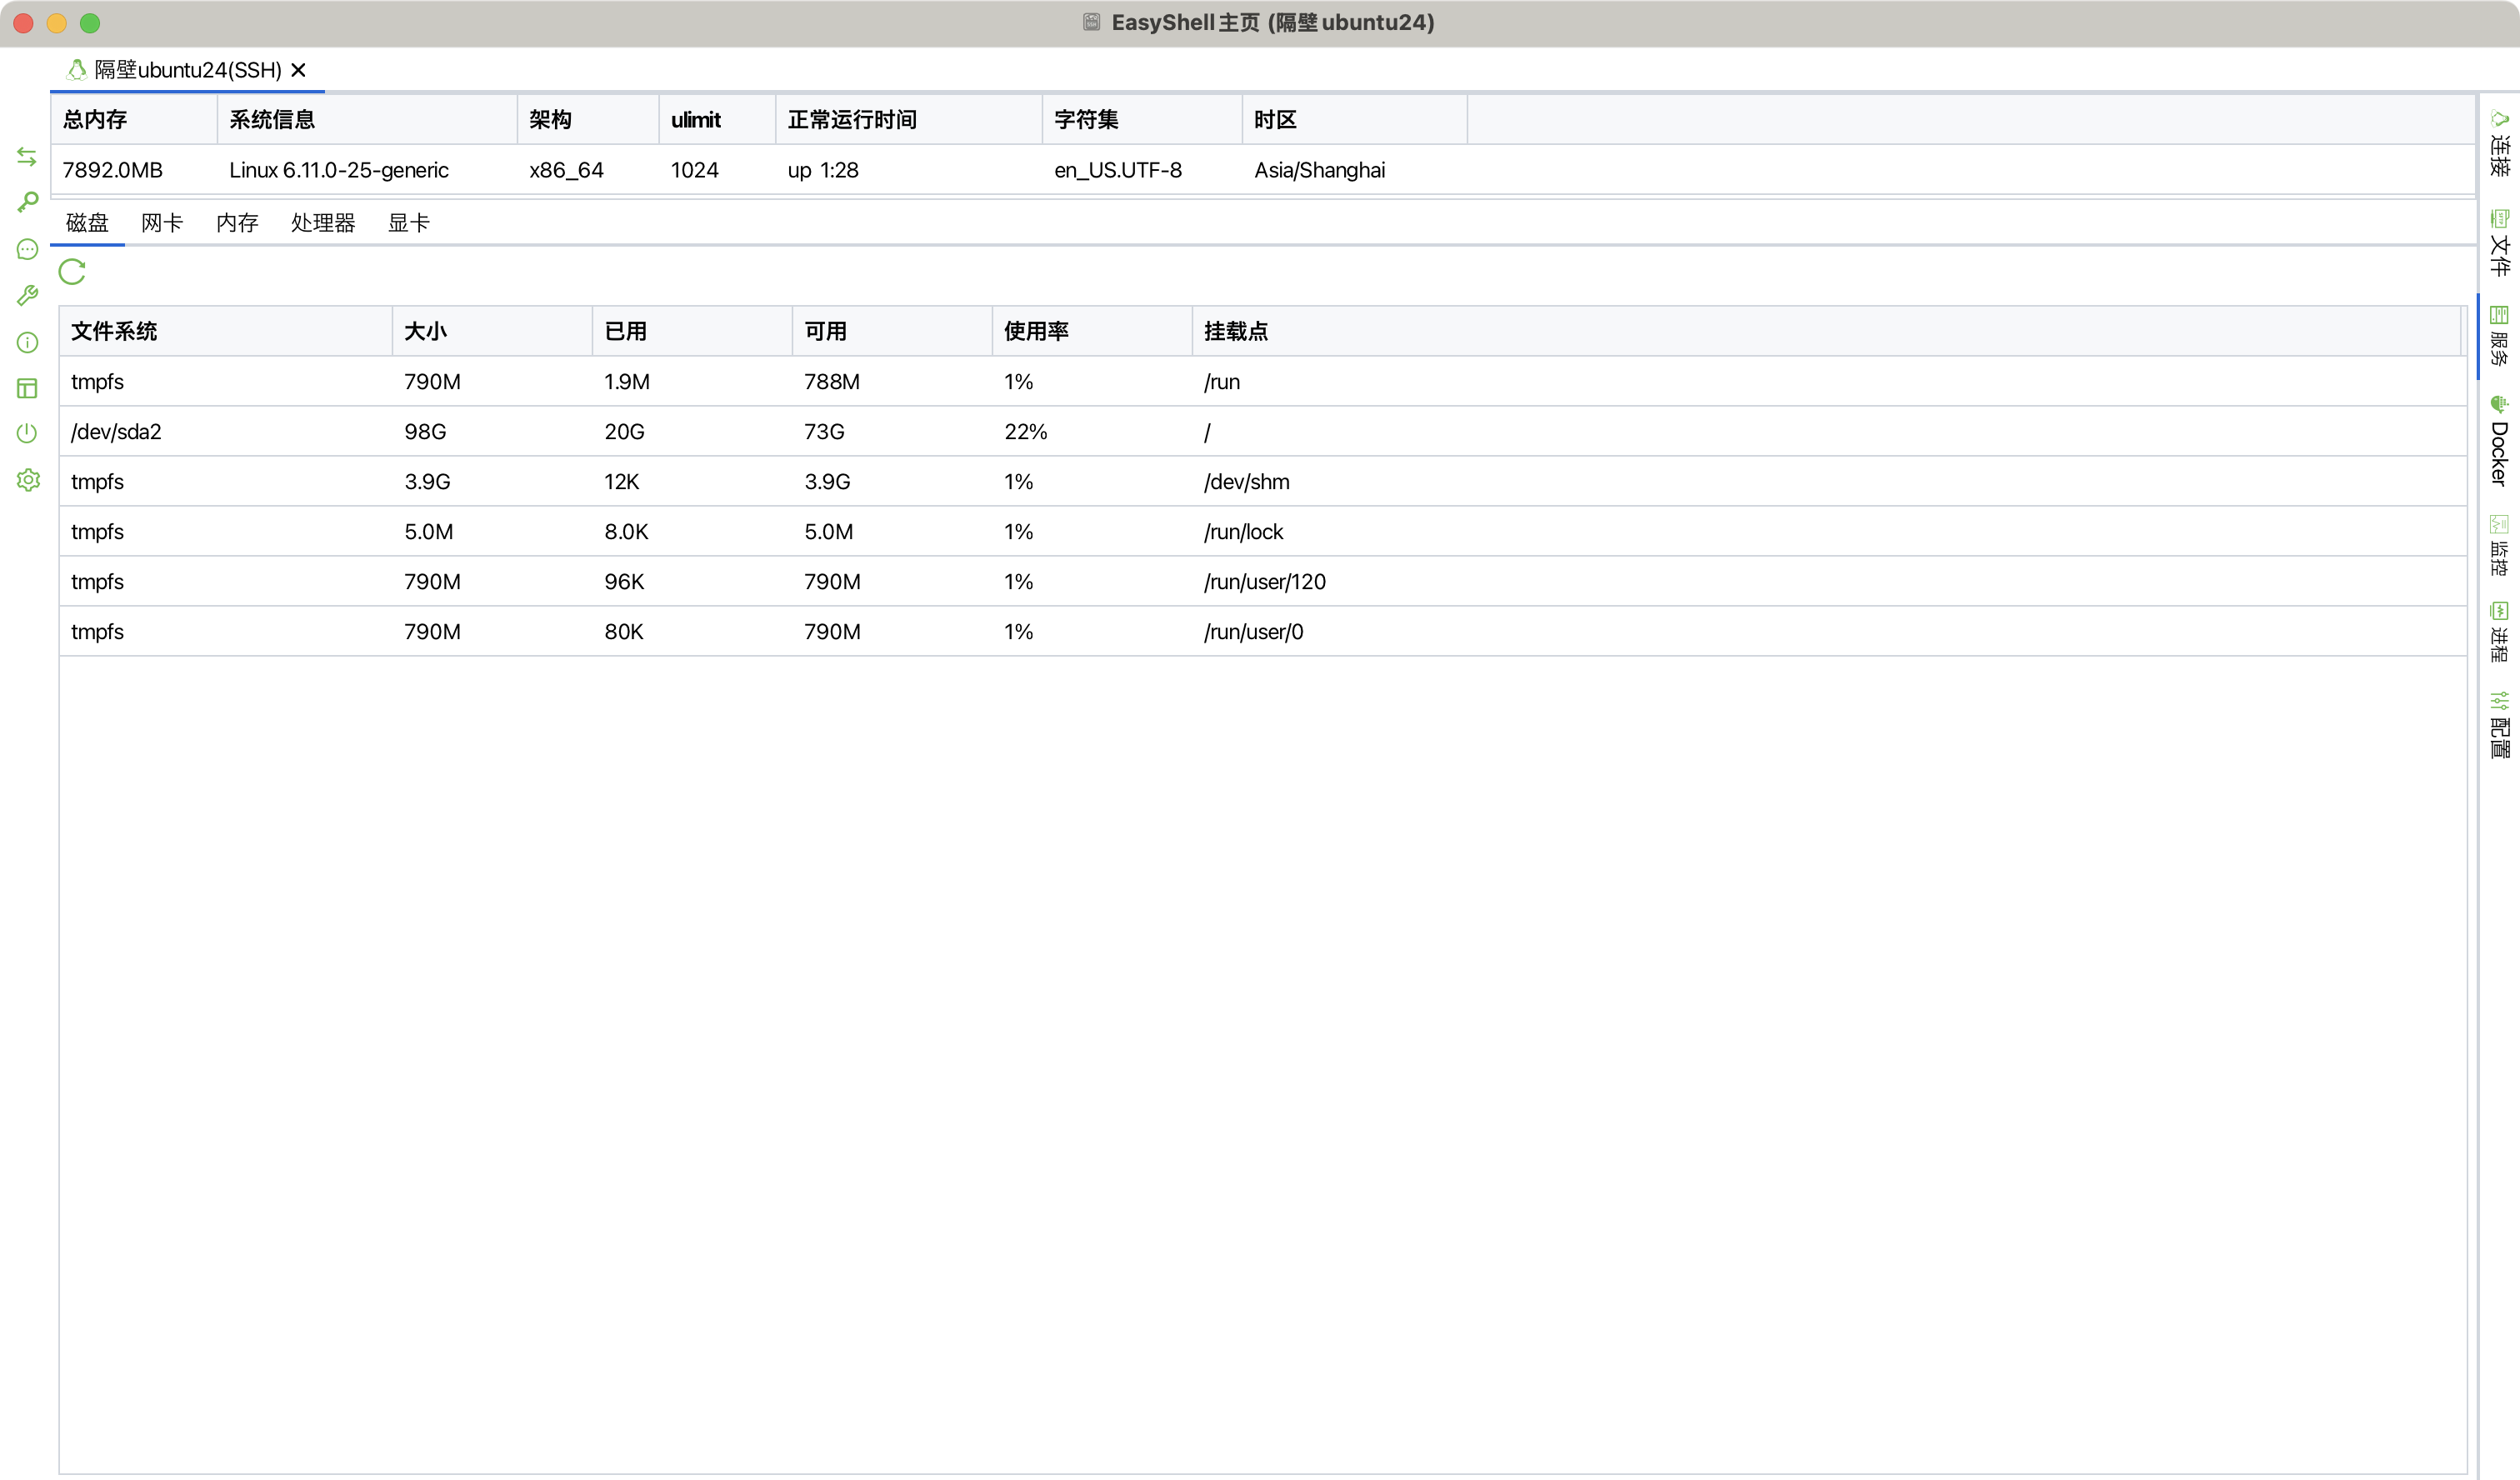 EasyShell主页 (隔壁ubuntu24)
隔壁ubuntu24(SSH)
总内存 系统信息 架构 ulimit 正常运行时间 字符集 时区
7892.0MB Linux 6.11.0-25-generic x86_64 1024 up 1:28 en_US.UTF-8 Asia/Shanghai
磁盘 网卡 内存 处理器 显卡
文件系统 大小 已用 可用 使用率 挂载点
tmpfs 790M 1.9M 788M 1% /run
/dev/sda2 98G 20G 73G 22% /
tmpfs 3.9G 12K 3.9G 1% /dev/shm
tmpfs 5.0M 8.0K 5.0M 1% /run/lock
tmpfs 790M 96K 790M 1% /run/user/120
tmpfs 790M 80K 790M 1% /run/user/0
连接
文件
服务
Docker
监控
进程
配置